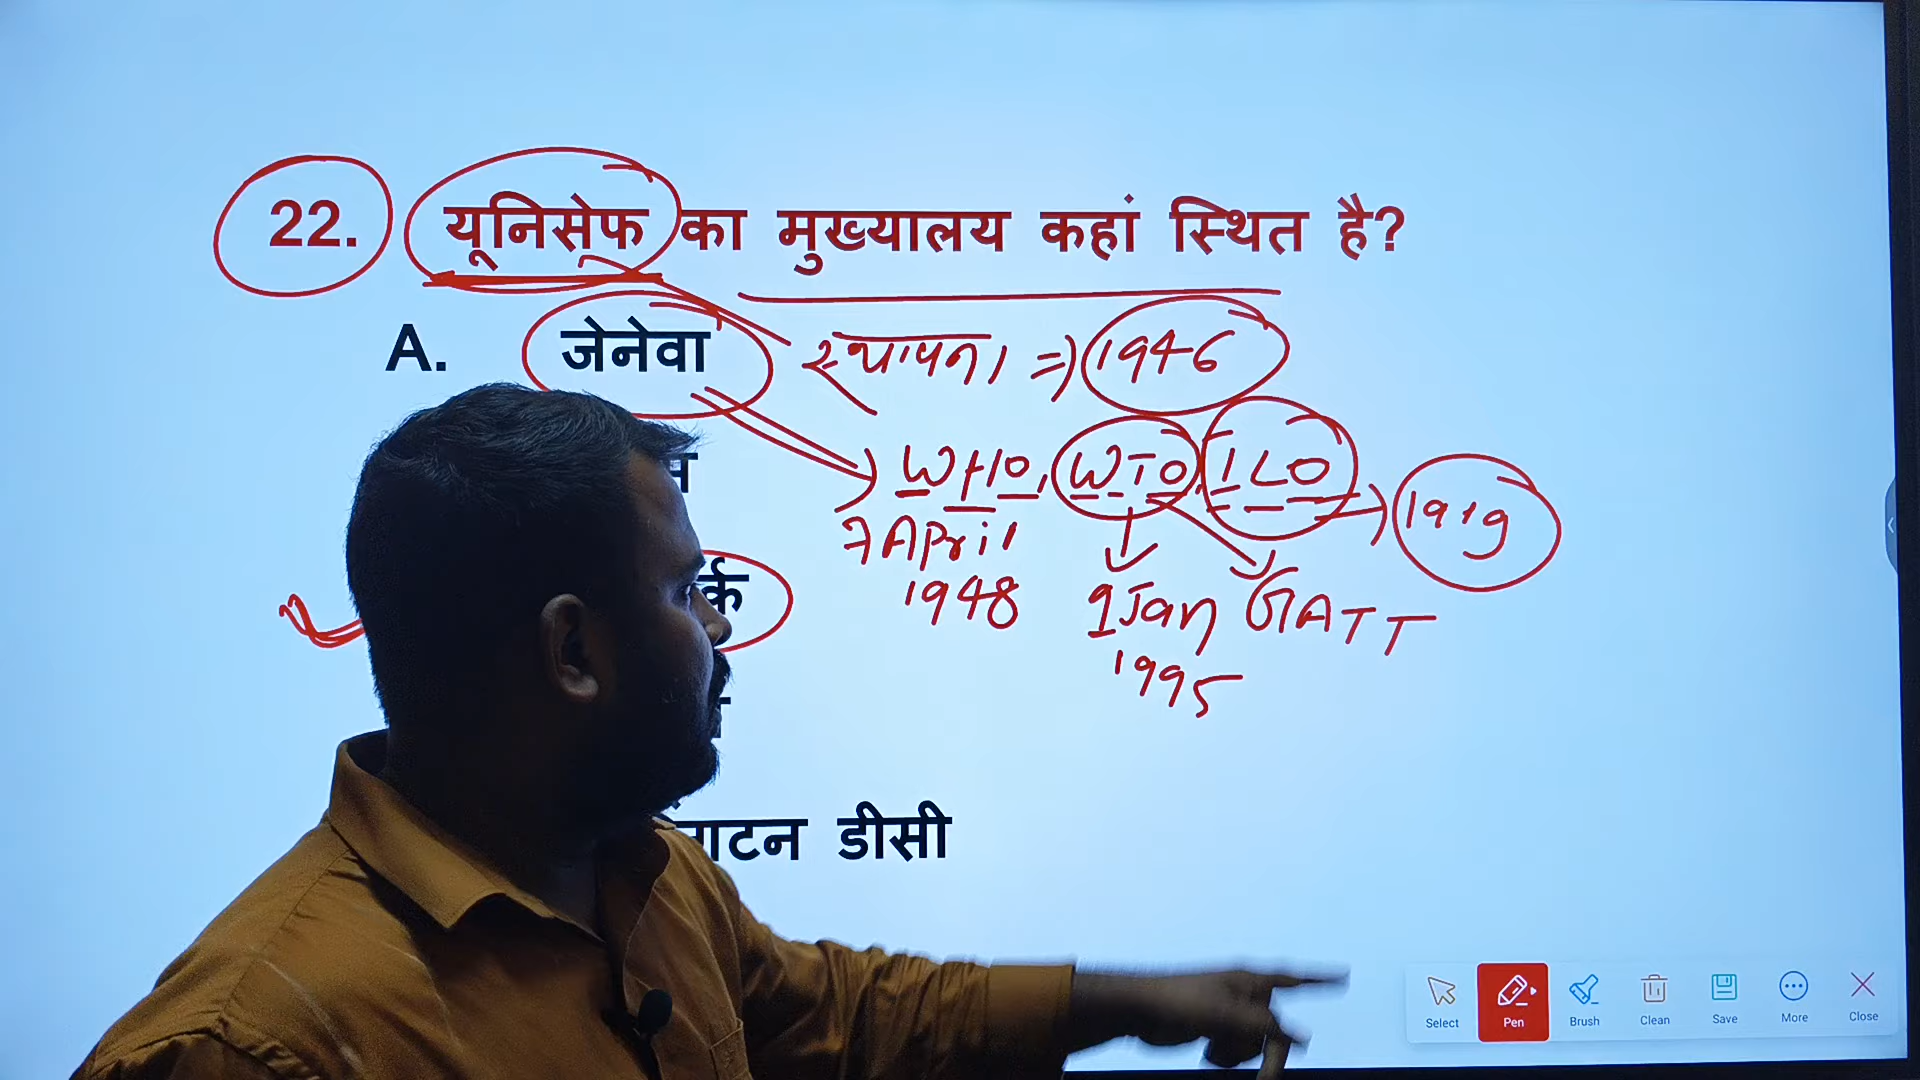 22. यूनिसेफ का मुख्यालय कहां स्थित है?
A. जेनेवा
स्थापना => 1946
WHO, WTO, ILO => 1919
7 April 1948
1 Jan 1995
GATT
डीसी
Select
Pen
Brush
Clean
Save
More
Close